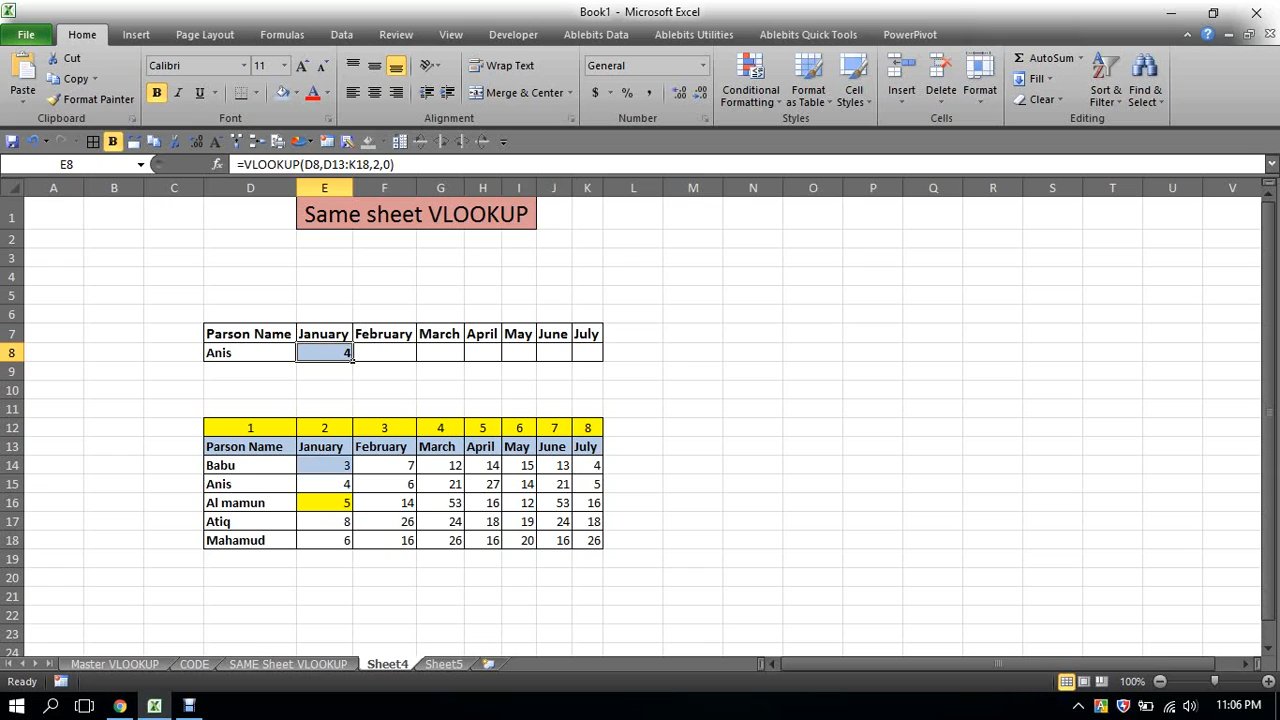 Book1 - Microsoft Excel
File Home Insert Page Layout Formulas Data Review View Developer Ablebits Data Ablebits Utilities Ablebits Quick Tools PowerPivot
Cut
Copy
Format Painter
Paste
Clipboard
Calibri 11
B I U
Font
Wrap Text
Merge & Center
Alignment
General
$ % ,
Number
Conditional Formatting
Format as Table
Cell Styles
Styles
Insert Delete Format
Cells
AutoSum
Fill
Clear
Sort & Filter
Find & Select
Editing
E8 fx =VLOOKUP(D8,D13:K18,2,0)
A B C D E F G H I J K L M N O P Q R S T U V
1 Same sheet VLOOKUP
2
3
4
5
6
7 Parson Name January February March April May June July
8 Anis 4
9
10
11
12 1 2 3 4 5 6 7 8
13 Parson Name January February March April May June July
14 Babu 3 7 12 14 15 13 4
15 Anis 4 6 21 27 14 21 5
16 Al mamun 5 14 53 16 12 53 16
17 Atiq 8 26 24 18 19 24 18
18 Mahamud 6 16 26 16 20 16 26
19
20
21
22
23
24
Master VLOOKUP CODE SAME Sheet VLOOKUP Sheet4 Sheet5
Ready 100%
11:06 PM